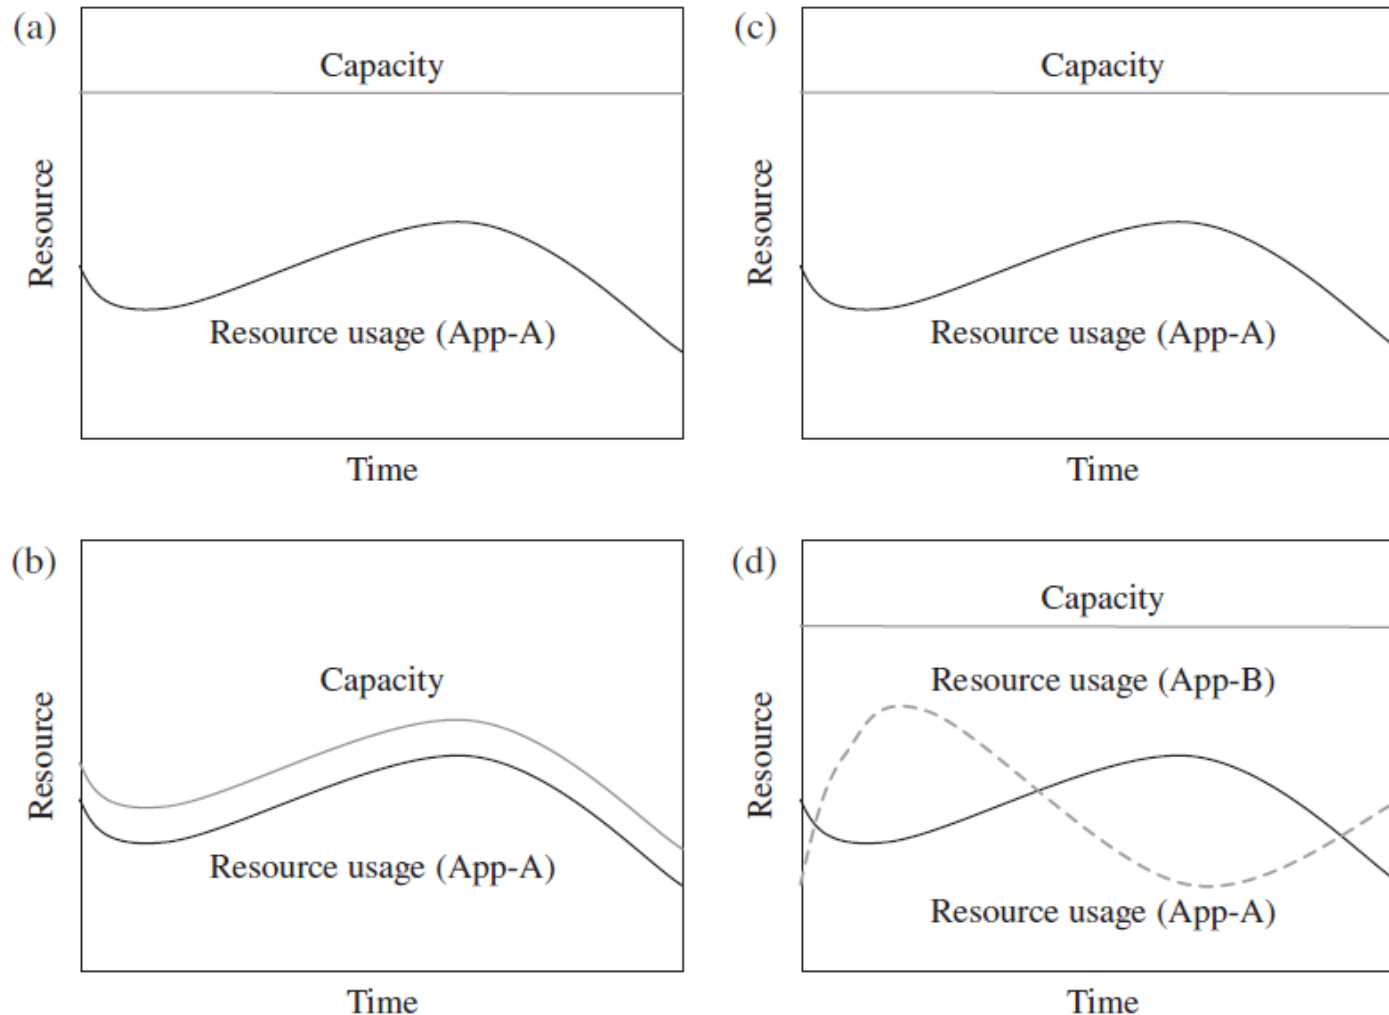 (a)
Capacity
Resource
Resource usage (App-A)
Time
(c)
Capacity
Resource
Resource usage (App-A)
Time
(b)
Capacity
Resource
Resource usage (App-A)
Time
(d)
Capacity
Resource usage (App-B)
Resource
Resource usage (App-A)
Time